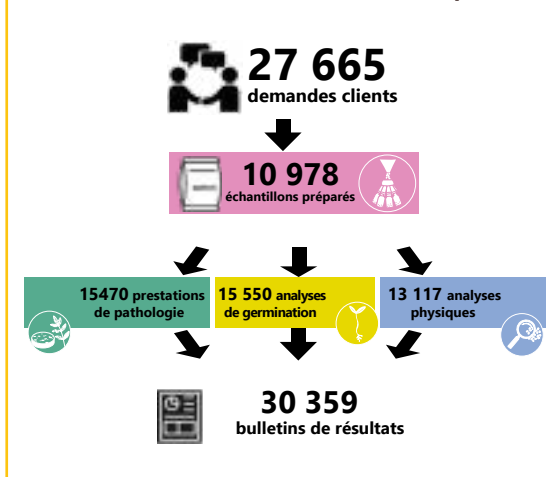 27 665
demandes clients
10 978
échantillons préparés
15470 prestations
de pathologie
15 550 analyses
de germination
13 117 analyses
physiques
30 359
bulletins de résultats